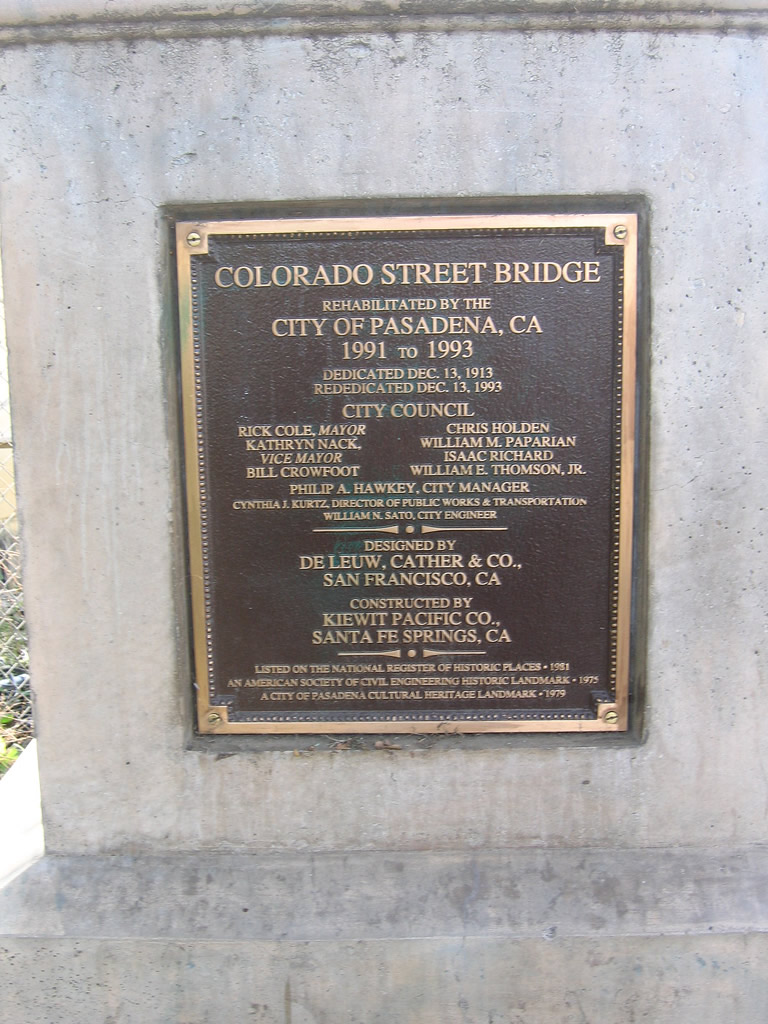 COLORADO STREET BRIDGE
REHABILITATED BY THE
CITY OF PASADENA, CA
1991 TO 1993
DEDICATED DEC. 13, 1913
REDEDICATED DEC. 13, 1993
CITY COUNCIL
RICK COLE, MAYOR
KATHRYN NACK,
VICE MAYOR
BILL CROWFOOT
CHRIS HOLDEN
WILLIAM M. PAPARIAN
ISAAC RICHARD
WILLIAM E. THOMSON, JR.
PHILIP A. HAWKEY, CITY MANAGER
CYNTHIA J. KURTZ, DIRECTOR OF PUBLIC WORKS & TRANSPORTATION
WILLIAM N. SATO, CITY ENGINEER
DESIGNED BY
DE LEUW, CATHER & CO.,
SAN FRANCISCO, CA
CONSTRUCTED BY
KIEWIT PACIFIC CO.,
SANTA FE SPRINGS, CA
LISTED ON THE NATIONAL REGISTER OF HISTORIC PLACES • 1981
AN AMERICAN SOCIETY OF CIVIL ENGINEERING HISTORIC LANDMARK • 1975
A CITY OF PASADENA CULTURAL HERITAGE LANDMARK • 1979